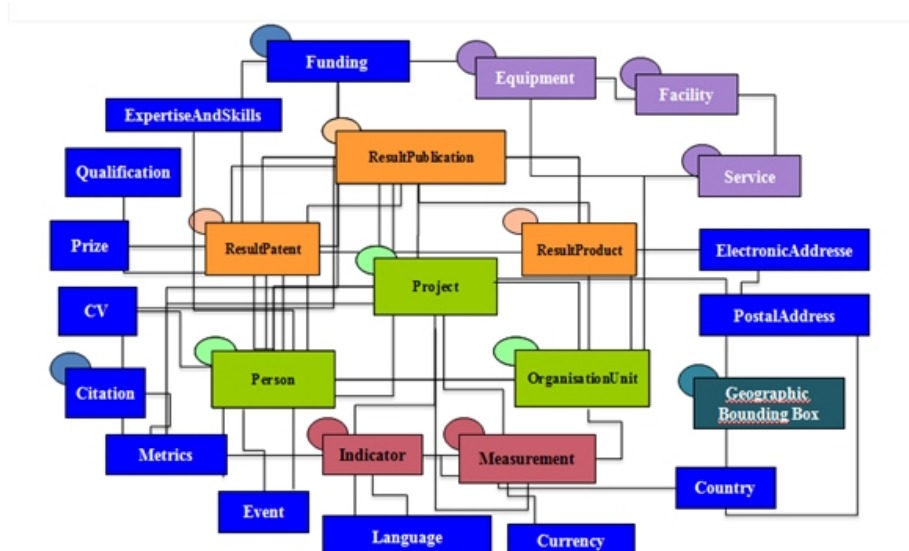 Funding
Equipment
Facility
ExpertiseAndSkills
ResultPublication
Qualification
Service
Prize
ResultPatent
ResultProduct
ElectronicAddresse
Project
CV
PostalAddress
Person
OrganisationUnit
Citation
Geographic
Bounding Box
Metrics
Indicator
Measurement
Country
Event
Language
Currency